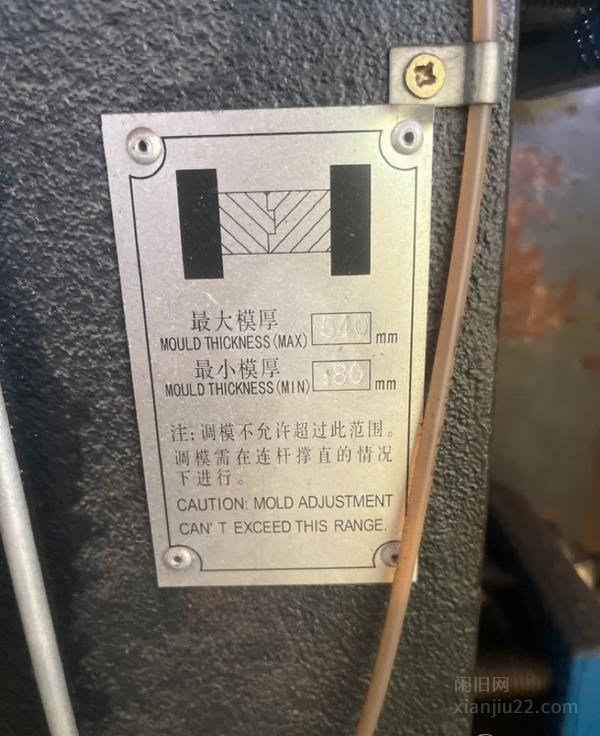 最大模厚
MOULD THICKNESS(MAX) 540 mm
最小模厚
MOULD THICKNESS(MIN) 180 mm
注:调模不允许超过此范围。
调模需在连杆撑直的情况
下进行。
CAUTION: MOLD ADJUSTMENT
CAN'T EXCEED THIS RANGE.
闲旧网
xianjiu22.com